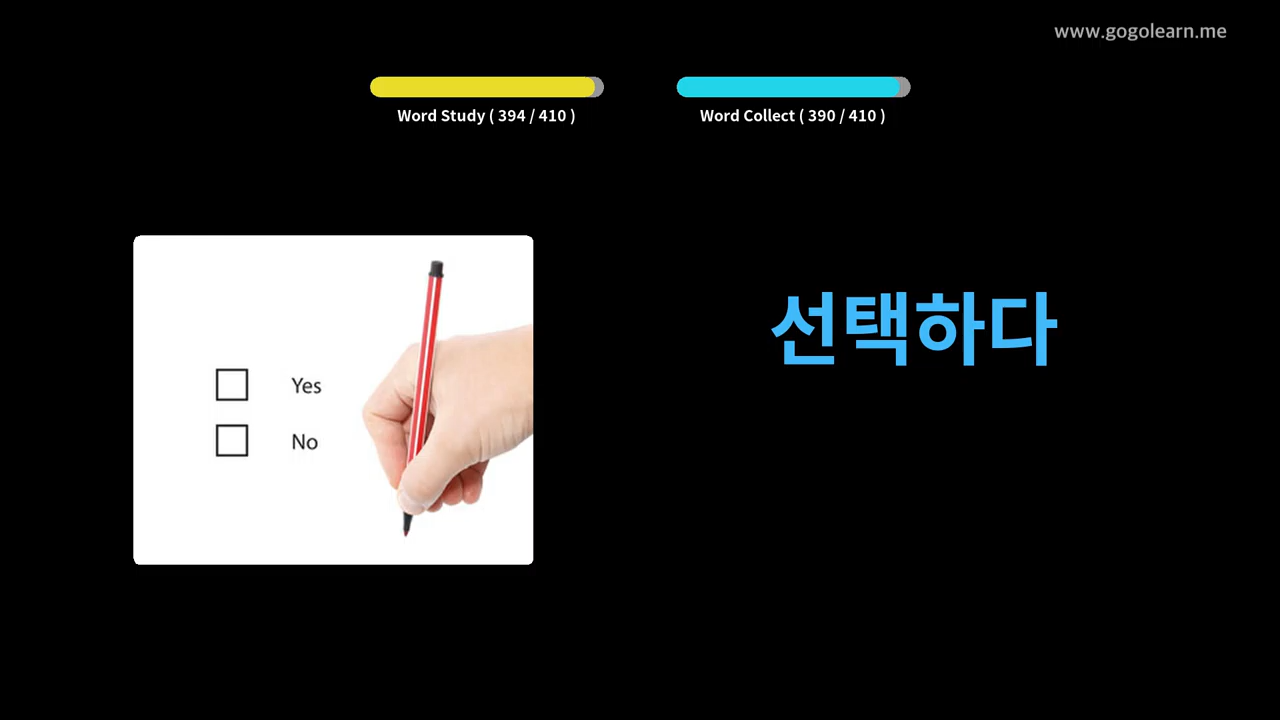 www.gogolearn.me
Word Study ( 394 / 410 )
Word Collect ( 390 / 410 )
선택하다
Yes
No